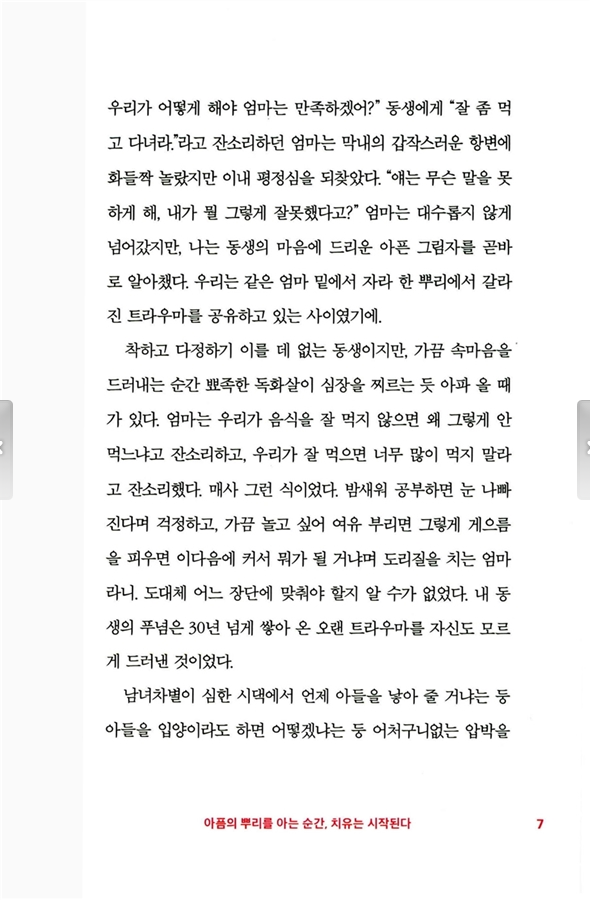 우리가 어떻게 해야 엄마는 만족하겠어?” 동생에게 “잘 좀 먹
고 다녀라.”라고 잔소리하던 엄마는 막내의 갑작스러운 항변에
화들짝 놀랐지만 이내 평정심을 되찾았다. “얘는 무슨 말을 못
하게 해, 내가 뭘 그렇게 잘못했다고?” 엄마는 대수롭지 않게
넘어갔지만, 나는 동생의 마음에 드리운 아픈 그림자를 곧바
로 알아챘다. 우리는 같은 엄마 밑에서 자라 한 뿌리에서 갈라
진 트라우마를 공유하고 있는 사이였기에.
착하고 다정하기 이를 데 없는 동생이지만, 가끔 속마음을
드러내는 순간 뾰족한 독화살이 심장을 찌르는 듯 아파 올 때
가 있다. 엄마는 우리가 음식을 잘 먹지 않으면 왜 그렇게 안
먹느냐고 잔소리하고, 우리가 잘 먹으면 너무 많이 먹지 말라
고 잔소리했다. 매사 그런 식이었다. 밤새워 공부하면 눈 나빠
진다며 걱정하고, 가끔 놀고 싶어 여유 부리면 그렇게 게으름
을 피우면 이다음에 커서 뭐가 될 거냐며 도리질을 치는 엄마
라니. 도대체 어느 장단에 맞춰야 할지 알 수가 없었다. 내 동
생의 푸념은 30년 넘게 쌓아 온 오랜 트라우마를 자신도 모르
게 드러낸 것이었다.
남녀차별이 심한 시댁에서 언제 아들을 낳아 줄 거냐는 둥
아들을 입양이라도 하면 어떻겠냐는 둥 어처구니없는 압박을
아픔의 뿌리를 아는 순간, 치유는 시작된다 7